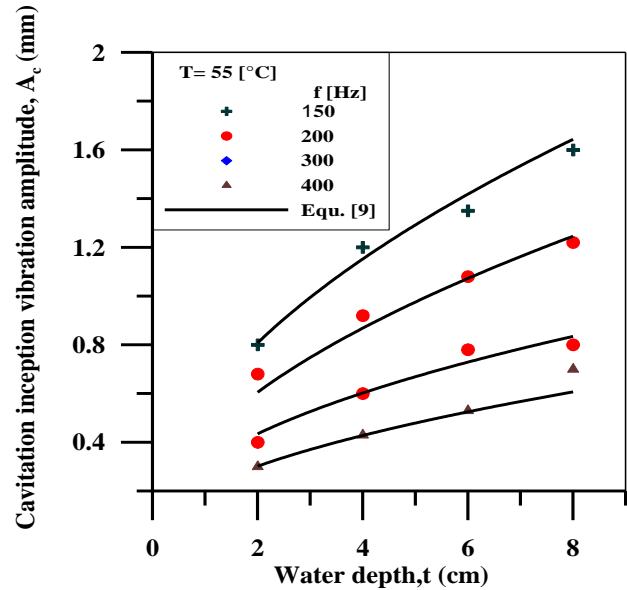 Cavitation inception vibration amplitude, A_c (mm)
2
1.6
1.2
0.8
0.4
T= 55 [°C]
f [Hz]
150
200
300
400
Equ. [9]
0 2 4 6 8
Water depth,t (cm)